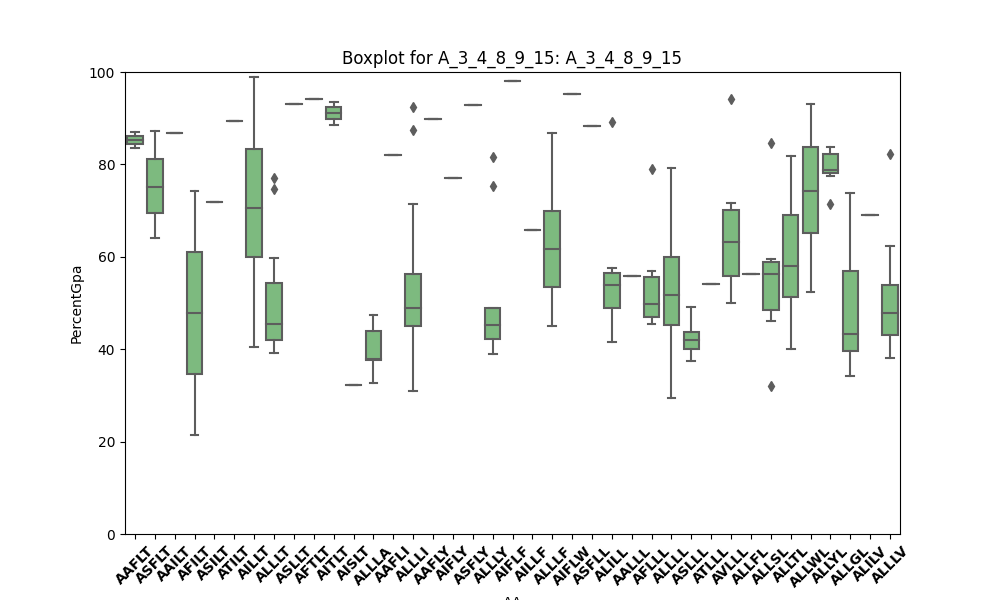 Boxplot for A_3_4_8_9_15: A_3_4_8_9_15
100
80
60
40
20
0
PercentGpa
AAFLT
ASFLT
AAILT
AFILT
ASILT
ATILT
AILLT
ALLLT
ASLLT
AFTLT
AITLT
AISLT
ALLLA
AAFLI
ALLLI
AAFLY
AIFLY
ASFLY
ALLLY
AIFLF
AILLF
ALLLF
AIFLW
ASFLL
ALILL
AALLL
AFLLL
ALLLL
ASLLL
ATLLL
AVLLL
ALLFL
ALLSL
ALLTL
ALLWL
ALLYL
ALLGL
ALILV
ALLLV